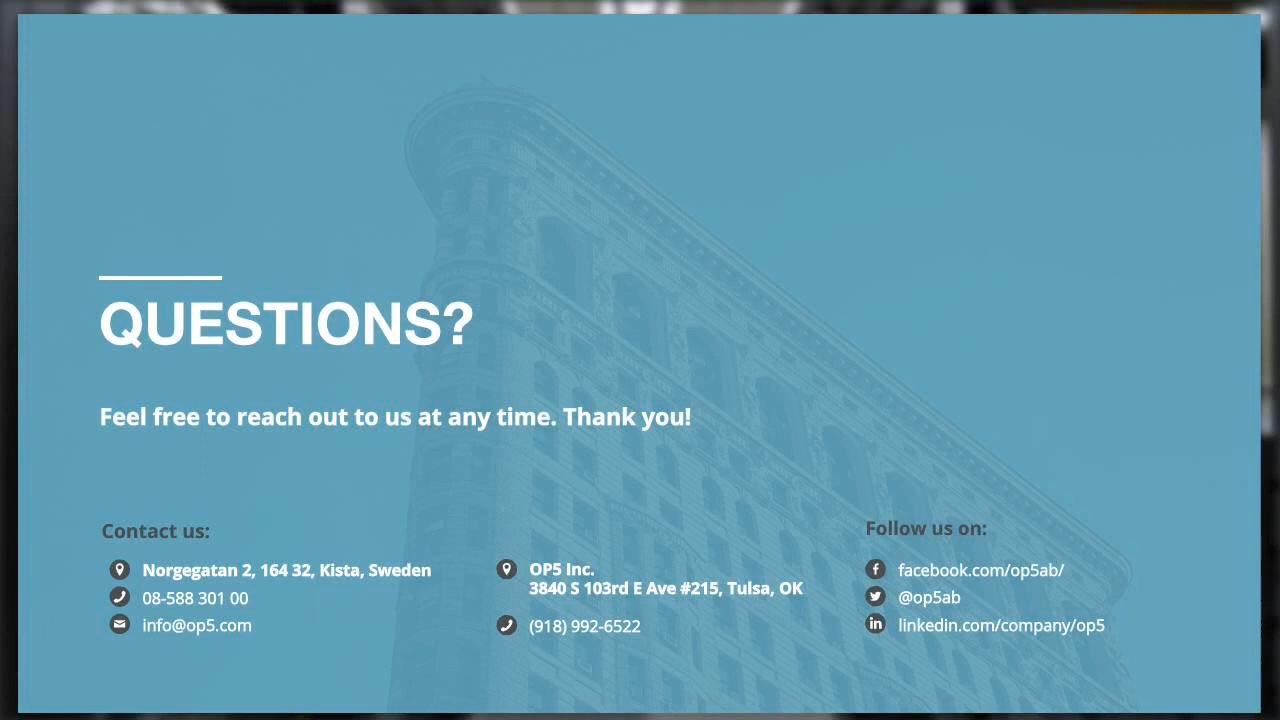 QUESTIONS?
Feel free to reach out to us at any time. Thank you!
Contact us:
Norgegatan 2, 164 32, Kista, Sweden
08-588 301 00
info@op5.com
OP5 Inc.
3840 S 103rd E Ave #215, Tulsa, OK
(918) 992-6522
Follow us on:
facebook.com/op5ab/
@op5ab
linkedin.com/company/op5